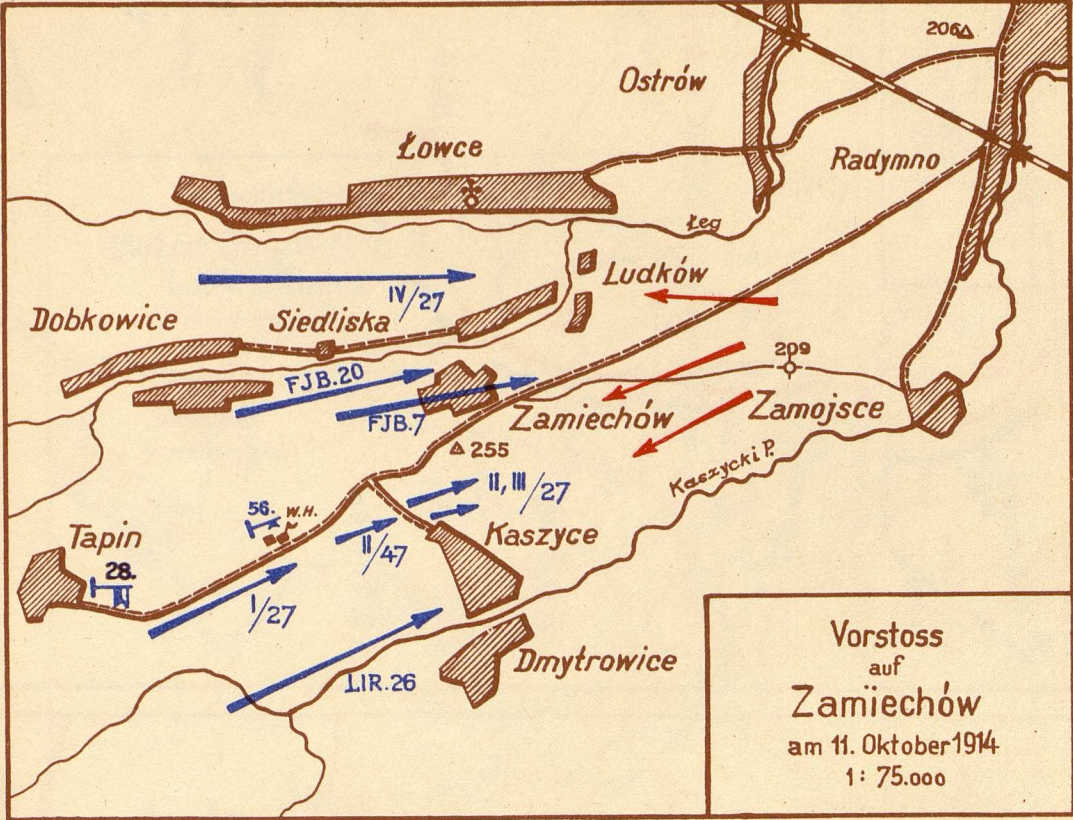 206
Ostrów
Łowce
Radymno
Łeg
Ludków
IV/27
Dobkowice
Siedliska
209
FJB.20
FJB.7
Zamiechów
Zamojsce
255
Kaszycki P.
II, III/27
56.
W.H.
Tapin
Kaszyce
II/47
28.
I/27
LIR.26
Dmytrowice
Vorstoss
auf
Zamiechów
am 11. Oktober 1914
1: 75.000